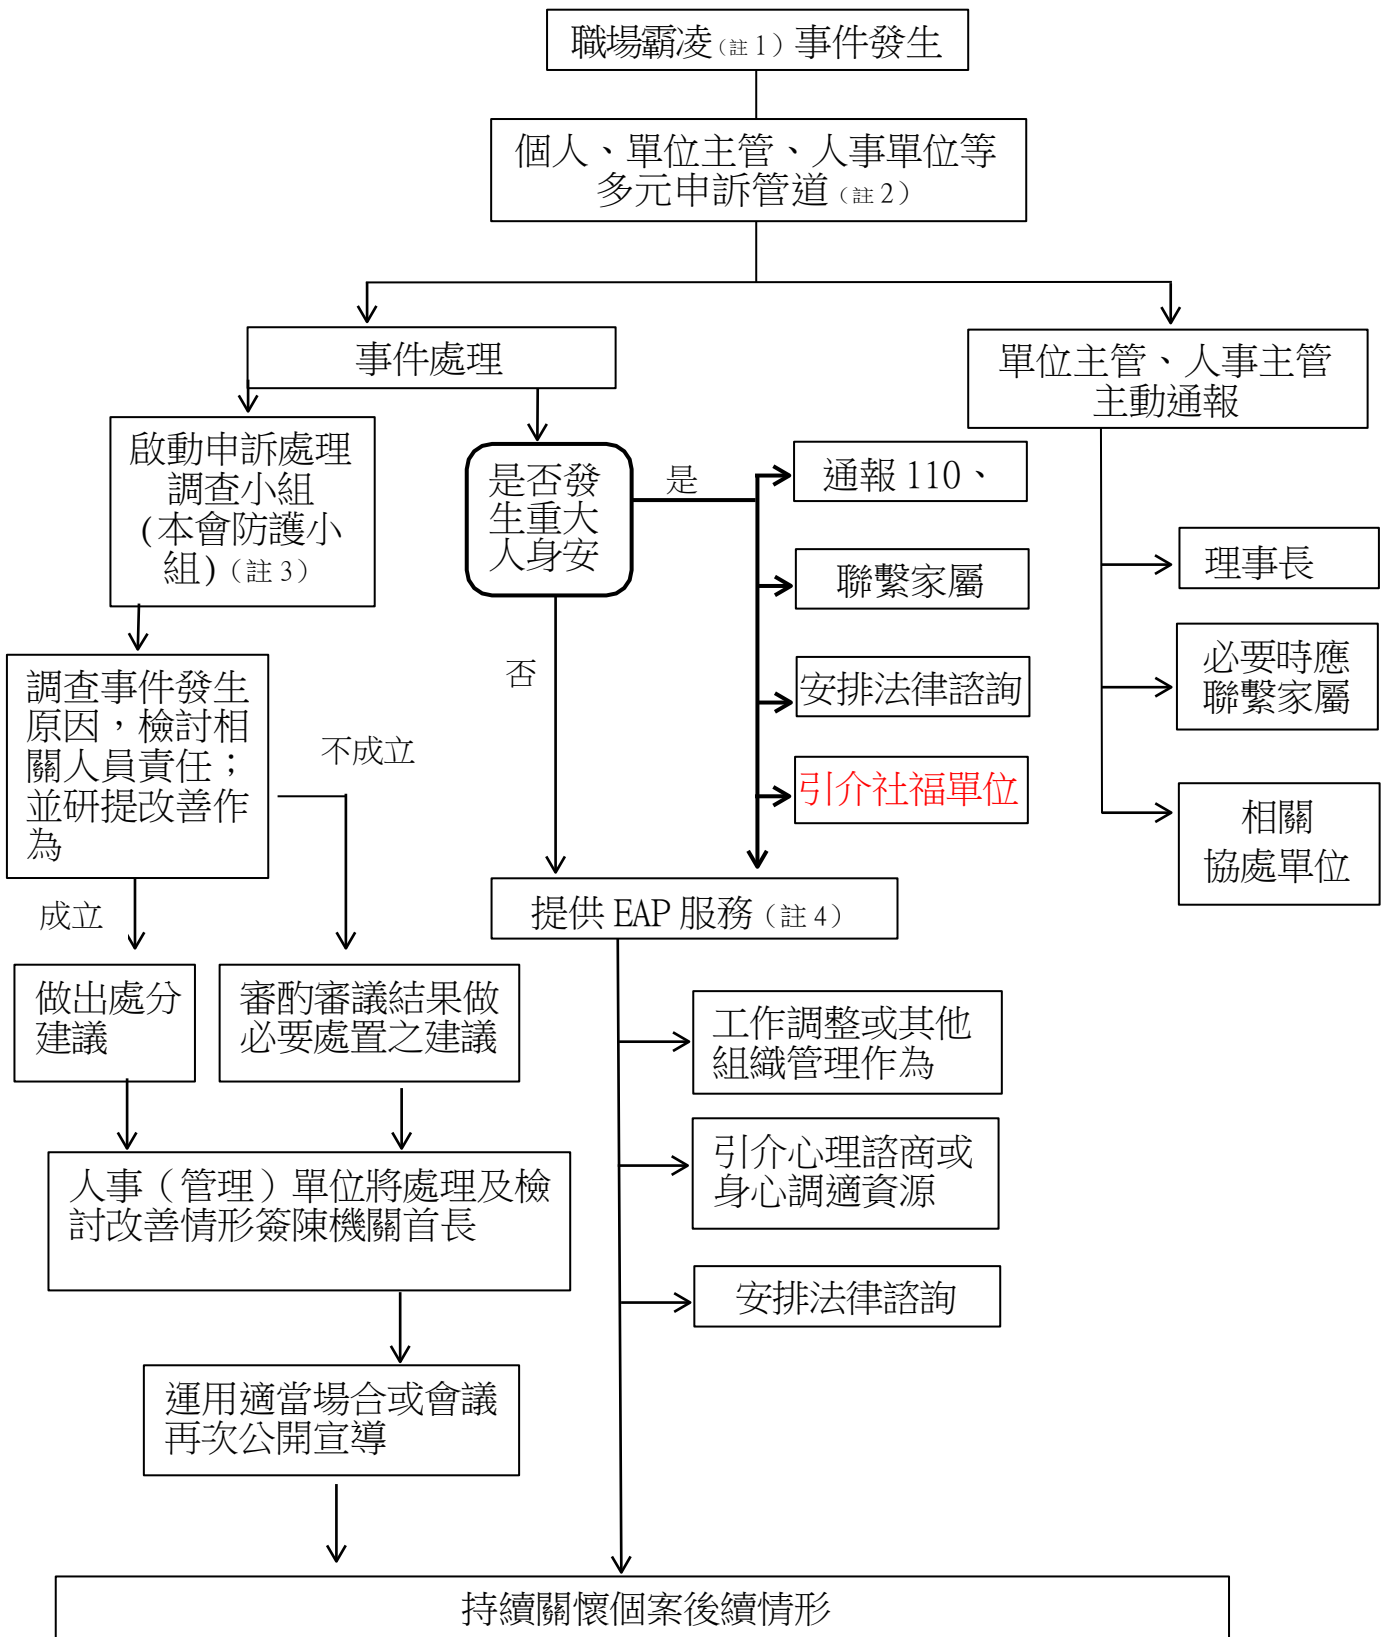 職場霸凌(註1)事件發生
個人、單位主管、人事單位等
多元申訴管道(註2)
事件處理
單位主管、人事主管
主動通報
啟動申訴處理
調查小組
(本會防護小
組)(註3)
是否發
生重大
人身安
是
通報 110、
聯繫家屬
安排法律諮詢
引介社福單位
理事長
必要時應
聯繫家屬
相關
協處單位
否
調查事件發生
原因，檢討相
關人員責任；
並研提改善作
為
不成立
成立
提供 EAP 服務(註4)
做出處分
建議
審酌審議結果做
必要處置之建議
工作調整或其他
組織管理作為
引介心理諮商或
身心調適資源
安排法律諮詢
人事（管理）單位將處理及檢
討改善情形簽陳機關首長
運用適當場合或會議
再次公開宣導
持續關懷個案後續情形